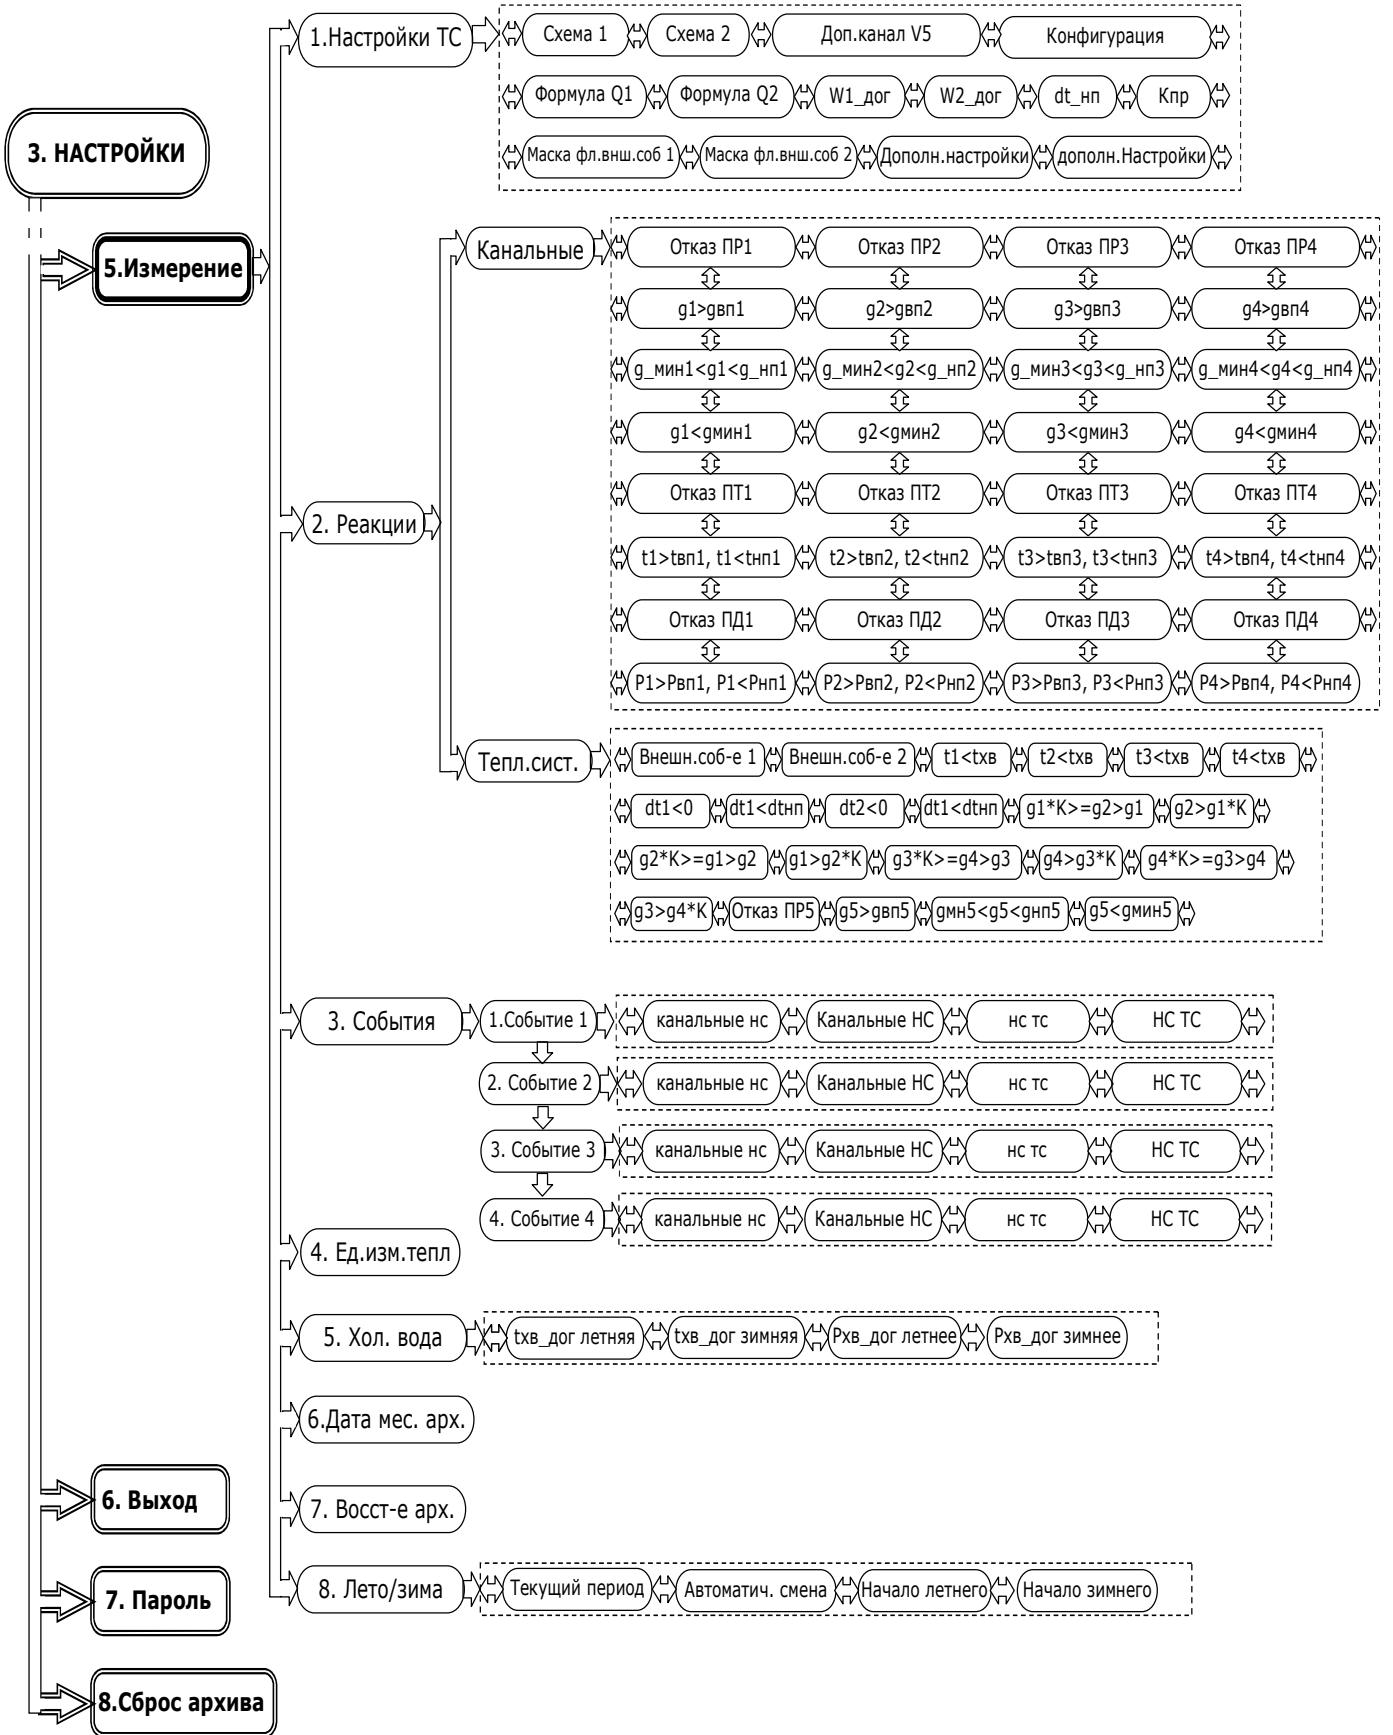 1.Настройки ТС
Схема 1
Схема 2
Доп.канал V5
Конфигурация
Формула Q1
Формула Q2
W1_дог
W2_дог
dt_нп
Кпр
3. НАСТРОЙКИ
Маска фл.внш.соб 1
Маска фл.внш.соб 2
Дополн.настройки
дополн.Настройки
5.Измерение
2. Реакции
Канальные
Отказ ПР1
Отказ ПР2
Отказ ПР3
Отказ ПР4
g1>gвп1
g2>gвп2
g3>gвп3
g4>gвп4
g_мин1<g1<g_нп1
g_мин2<g2<g_нп2
g_мин3<g3<g_нп3
g_мин4<g4<g_нп4
g1<gмин1
g2<gмин2
g3<gмин3
g4<gмин4
Отказ ПТ1
Отказ ПТ2
Отказ ПТ3
Отказ ПТ4
t1>tвп1, t1<tнп1
t2>tвп2, t2<tнп2
t3>tвп3, t3<tнп3
t4>tвп4, t4<tнп4
Отказ ПД1
Отказ ПД2
Отказ ПД3
Отказ ПД4
P1>Pвп1, P1<Pнп1
P2>Pвп2, P2<Pнп2
P3>Pвп3, P3<Pнп3
P4>Pвп4, P4<Pнп4
Тепл.сист.
Внешн.соб-е 1
Внешн.соб-е 2
t1<tхв
t2<tхв
t3<tхв
t4<tхв
dt1<0
dt1<dtнп
dt2<0
dt1<dtнп
g1*K>=g2>g1
g2>g1*K
g2*K>=g1>g2
g1>g2*K
g3*K>=g4>g3
g4>g3*K
g4*K>=g3>g4
g3>g4*K
Отказ ПР5
g5>gвп5
gмн5<g5<gнп5
g5<gмин5
3. События
1.Событие 1
канальные нс
Канальные НС
нс тс
НС ТС
2. Событие 2
канальные нс
Канальные НС
нс тс
НС ТС
3. Событие 3
канальные нс
Канальные НС
нс тс
НС ТС
4. Событие 4
канальные нс
Канальные НС
нс тс
НС ТС
4. Ед.изм.тепл
5. Хол. вода
tхв_дог летняя
tхв_дог зимняя
Рхв_дог летнее
Рхв_дог зимнее
6.Дата мес. арх.
6. Выход
7. Восст-е арх.
8. Лето/зима
Текущий период
Автоматич. смена
Начало летнего
Начало зимнего
7. Пароль
8.Сброс архива